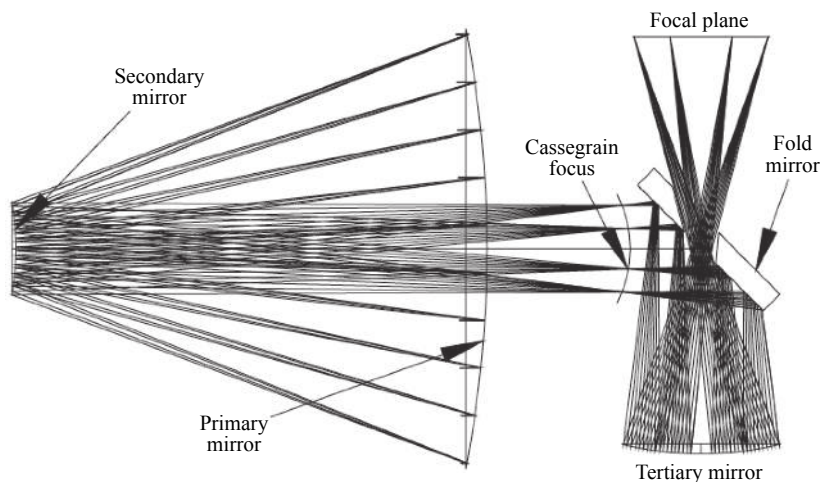 Focal plane
Secondary
mirror
Cassegrain
focus
Fold
mirror
Primary
mirror
Tertiary mirror